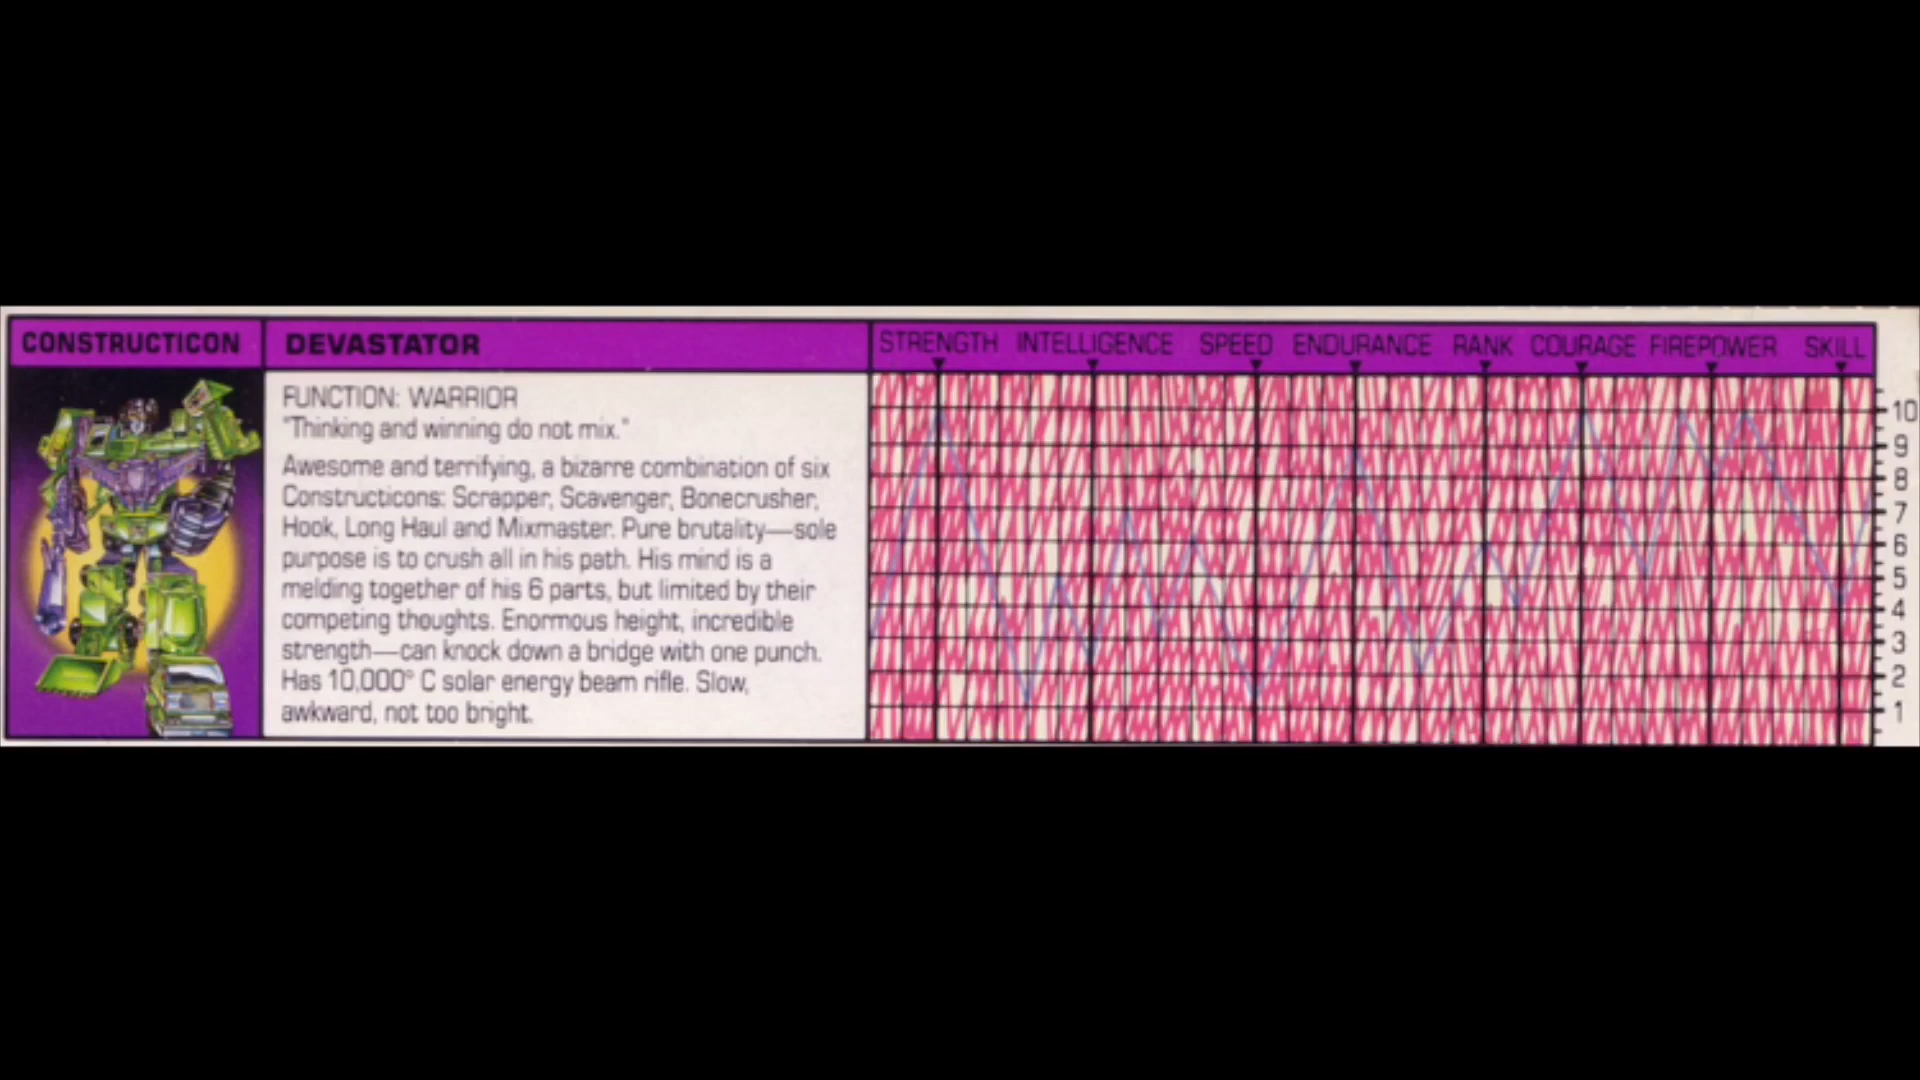 CONSTRUCTICON
DEVASTATOR
STRENGTH INTELLIGENCE SPEED ENDURANCE RANK COURAGE FIREPOWER SKILL
FUNCTION: WARRIOR
"Thinking and winning do not mix."
Awesome and terrifying, a bizarre combination of six
Constructicons: Scrapper, Scavenger, Bonecrusher,
Hook, Long Haul and Mixmaster. Pure brutality—sole
purpose is to crush all in his path. His mind is a
melding together of his 6 parts, but limited by their
competing thoughts. Enormous height, incredible
strength—can knock down a bridge with one punch.
Has 10,000° C solar energy beam rifle. Slow,
awkward, not too bright.
10
9
8
7
6
5
4
3
2
1